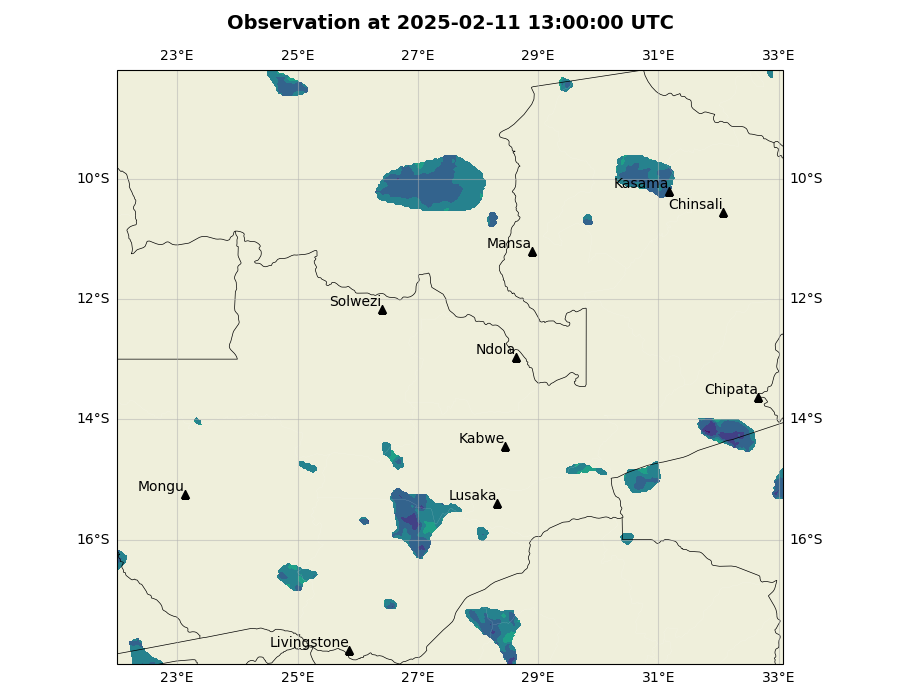 Observation at 2025-02-11 13:00:00 UTC
23°E 25°E 27°E 29°E 31°E 33°E
10°S 10°S
Kasama
Chinsali
Mansa
12°S 12°S
Solwezi
Ndola
Chipata
14°S 14°S
Kabwe
Mongu
Lusaka
16°S 16°S
Livingstone
23°E 25°E 27°E 29°E 31°E 33°E